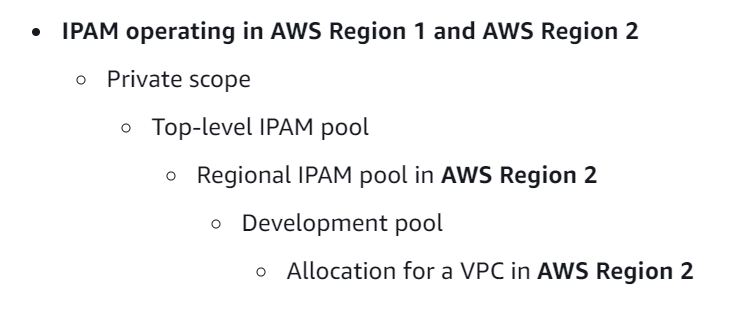 IPAM operating in AWS Region 1 and AWS Region 2
Private scope
Top-level IPAM pool
Regional IPAM pool in AWS Region 2
Development pool
Allocation for a VPC in AWS Region 2